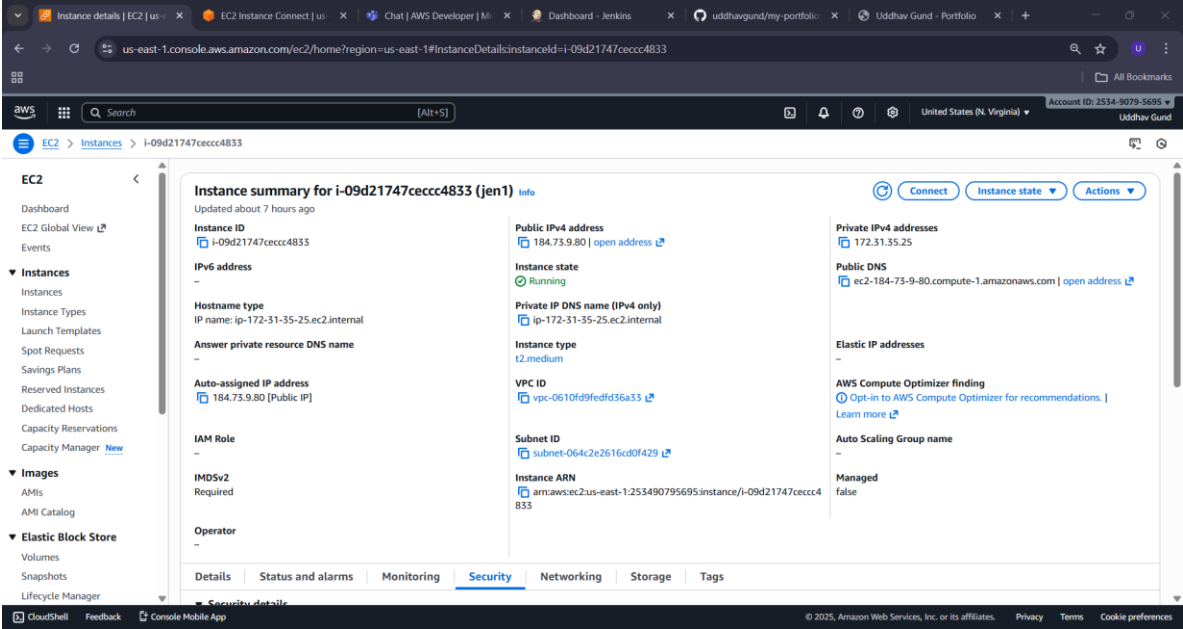 Instance details | EC2 | us-e
EC2 Instance Connect | us-
Chat | AWS Developer | Mi
Dashboard - Jenkins
uddhavgund/my-portfolio
Uddhav Gund - Portfolio
us-east-1.console.aws.amazon.com/ec2/home?region=us-east-1#InstanceDetails:instanceId=i-09d21747ceccc4833
U
All Bookmarks
aws
Search
[Alt+S]
United States (N. Virginia)
Account ID: 2534-9079-5695
Uddhav Gund
EC2 > Instances > i-09d21747ceccc4833
EC2
Dashboard
EC2 Global View
Events
Instances
Instances
Instance Types
Launch Templates
Spot Requests
Savings Plans
Reserved Instances
Dedicated Hosts
Capacity Reservations
Capacity Manager New
Images
AMIs
AMI Catalog
Elastic Block Store
Volumes
Snapshots
Lifecycle Manager
Instance summary for i-09d21747ceccc4833 (jen1) Info
Updated about 7 hours ago
Connect
Instance state
Actions
Instance ID
i-09d21747ceccc4833
Public IPv4 address
184.73.9.80 | open address
Private IPv4 addresses
172.31.35.25
IPv6 address
–
Instance state
Running
Public DNS
ec2-184-73-9-80.compute-1.amazonaws.com | open address
Hostname type
IP name: ip-172-31-35-25.ec2.internal
Private IP DNS name (IPv4 only)
ip-172-31-35-25.ec2.internal
Answer private resource DNS name
–
Instance type
t2.medium
Elastic IP addresses
–
Auto-assigned IP address
184.73.9.80 [Public IP]
VPC ID
vpc-0610fd9fedfd36a33
AWS Compute Optimizer finding
Opt-in to AWS Compute Optimizer for recommendations. |
Learn more
IAM Role
–
Subnet ID
subnet-064c2e2616cd0f429
Auto Scaling Group name
–
IMDSv2
Required
Instance ARN
arn:aws:ec2:us-east-1:253490795695:instance/i-09d21747ceccc4
833
Managed
false
Operator
–
Details
Status and alarms
Monitoring
Security
Networking
Storage
Tags
Security details
CloudShell
Feedback
Console Mobile App
© 2025, Amazon Web Services, Inc. or its affiliates.
Privacy
Terms
Cookie preferences